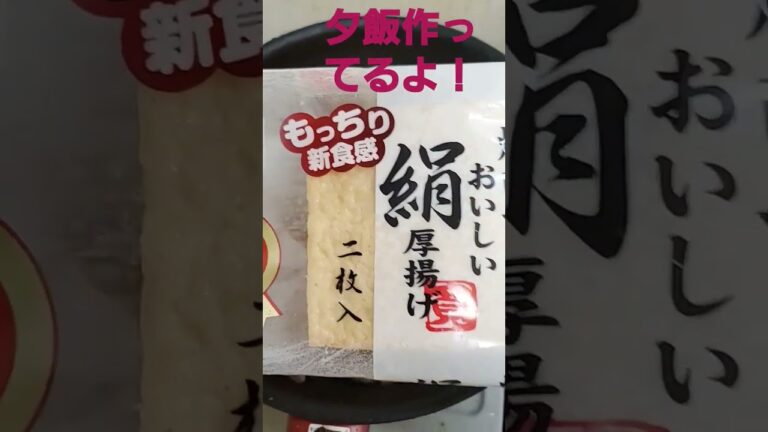 夕飯作っ
てるよ！
もっちり
新食感
おいしい
絹
厚揚げ
二枚入